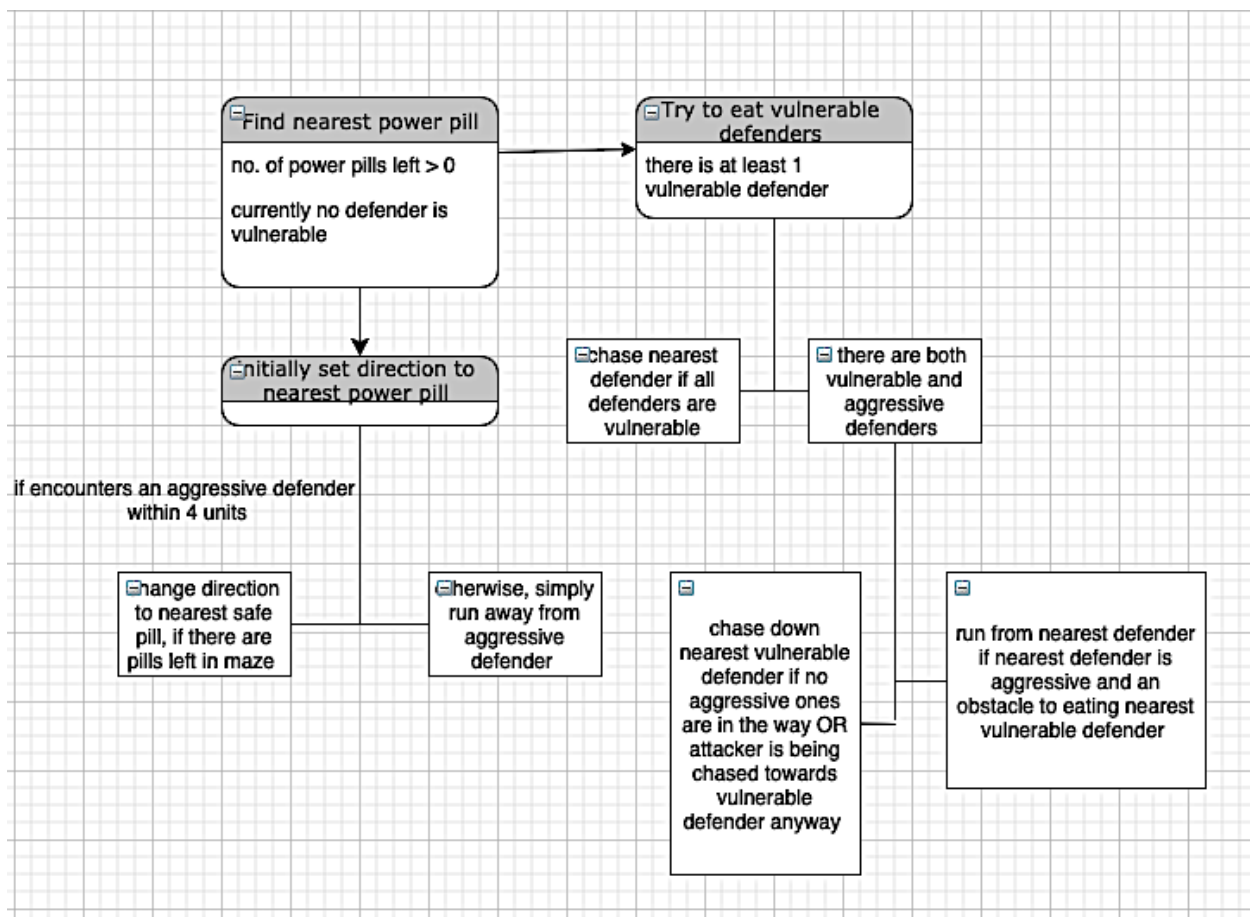 Find nearest power pill
no. of power pills left > 0
currently no defender is
vulnerable
Try to eat vulnerable
defenders
there is at least 1
vulnerable defender
initially set direction to
nearest power pill
chase nearest
defender if all
defenders are
vulnerable
there are both
vulnerable and
aggressive
defenders
if encounters an aggressive defender
within 4 units
hange direction
to nearest safe
pill, if there are
pills left in maze
herwise, simply
run away from
aggressive
defender
chase down
nearest vulnerable
defender if no
aggressive ones
are in the way OR
attacker is being
chased towards
vulnerable
defender anyway
run from nearest defender
if nearest defender is
aggressive and an
obstacle to eating nearest
vulnerable defender